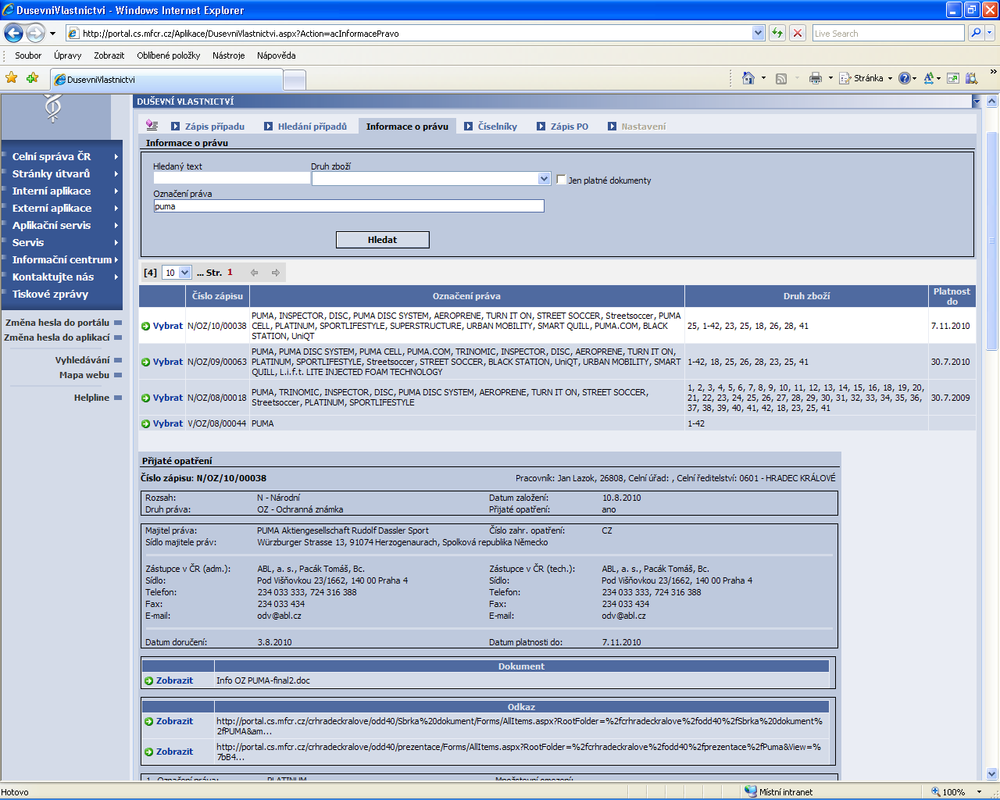 DusevniVlastnictvi - Windows Internet Explorer
http://portal.cs.mfcr.cz/Aplikace/DusevniVlastnictvi.aspx?Action=acInformacePravo
Live Search
Soubor Úpravy Zobrazit Oblíbené položky Nástroje Nápověda
DusevniVlastnictvi
Stránka
DUŠEVNÍ VLASTNICTVÍ
Zápis případu Hledání případů Informace o právu Číselníky Zápis PO Nastavení
Informace o právu
Celní správa ČR
Stránky útvarů
Interní aplikace
Externí aplikace
Aplikační servis
Servis
Informační centrum
Kontaktujte nás
Tiskové zprávy
Změna hesla do portálu
Změna hesla do aplikací
Vyhledávání
Mapa webu
Helpline
Hledaný text Druh zboží
Jen platné dokumenty
Označení práva
puma
Hledat
[4] 10 ... Str. 1
Číslo zápisu Označení práva Druh zboží Platnost do
Vybrat N/OZ/10/00038 PUMA, INSPECTOR, DISC, PUMA DISC SYSTEM, AEROPRENE, TURN IT ON, STREET SOCCER, Streetsoccer, PUMA
CELL, PLATINUM, SPORTLIFESTYLE, SUPERSTRUCTURE, URBAN MOBILITY, SMART QUILL, PUMA.COM, BLACK
STATION, UniQT
25, 1-42, 23, 25, 18, 26, 28, 41 7.11.2010
Vybrat N/OZ/09/00063 PUMA, PUMA DISC SYSTEM, PUMA CELL, PUMA.COM, TRINOMIC, INSPECTOR, DISC, AEROPRENE, TURN IT ON,
PLATINUM, SPORTLIFESTYLE, Streetsoccer, STREET SOCCER, BLACK STATION, UniQT, URBAN MOBILITY, SMART
QUILL, L.i.f.t. LITE INJECTED FOAM TECHNOLOGY
1-42, 18, 25, 26, 28, 23, 25, 41 30.7.2010
Vybrat N/OZ/08/00018 PUMA, TRINOMIC, INSPECTOR, DISC, PUMA DISC SYSTEM, AEROPRENE, TURN IT ON, STREET SOCCER,
Streetsoccer, PLATINUM, SPORTLIFESTYLE
1, 2, 3, 4, 5, 6, 7, 8, 9, 10, 11, 12, 13, 14, 15, 16, 18, 19, 20,
21, 22, 23, 24, 25, 26, 27, 28, 29, 30, 31, 32, 33, 34, 35, 36,
37, 38, 39, 40, 41, 42, 18, 23, 25, 41
30.7.2009
Vybrat V/OZ/08/00044 PUMA 1-42
Přijaté opatření
Číslo zápisu: N/OZ/10/00038 Pracovník: Jan Lazok, 26808, Celní úřad: , Celní ředitelství: 0601 - HRADEC KRÁLOVÉ
Rozsah: N - Národní Datum založení: 10.8.2010
Druh práva: OZ - Ochranná známka Přijaté opatření: ano
Majitel práva: PUMA Aktiengesellschaft Rudolf Dassler Sport Číslo zahr. opatření: CZ
Sídlo majitele práv: Würzburger Strasse 13, 91074 Herzogenaurach, Spolková republika Německo
Zástupce v ČR (adm.): ABL, a. s., Pacák Tomáš, Bc. Zástupce v ČR (tech.): ABL, a. s., Pacák Tomáš, Bc.
Sídlo: Pod Višňovkou 23/1662, 140 00 Praha 4 Sídlo: Pod Višňovkou 23/1662, 140 00 Praha 4
Telefon: 234 033 333, 724 316 388 Telefon: 234 033 333, 724 316 388
Fax: 234 033 434 Fax: 234 033 434
E-mail: odv@abl.cz E-mail: odv@abl.cz
Datum doručení: 3.8.2010 Datum platnosti do: 7.11.2010
Dokument
Zobrazit Info OZ PUMA-final2.doc
Odkaz
Zobrazit http://portal.cs.mfcr.cz/crhradeckralove/odd40/Sbrka%20dokument/Forms/AllItems.aspx?RootFolder=%2fcrhradeckralove%2fodd40%2fSbrka%20dokument%
2fPUMA&am...
Zobrazit http://portal.cs.mfcr.cz/crhradeckralove/odd40/prezentace/Forms/AllItems.aspx?RootFolder=%2fcrhradeckralove%2fodd40%2fprezentace%2fPuma&View=%
7bB4...
1. Označení práva: PLATINUM Množstevní omezení:
Hotovo Místní intranet 100%